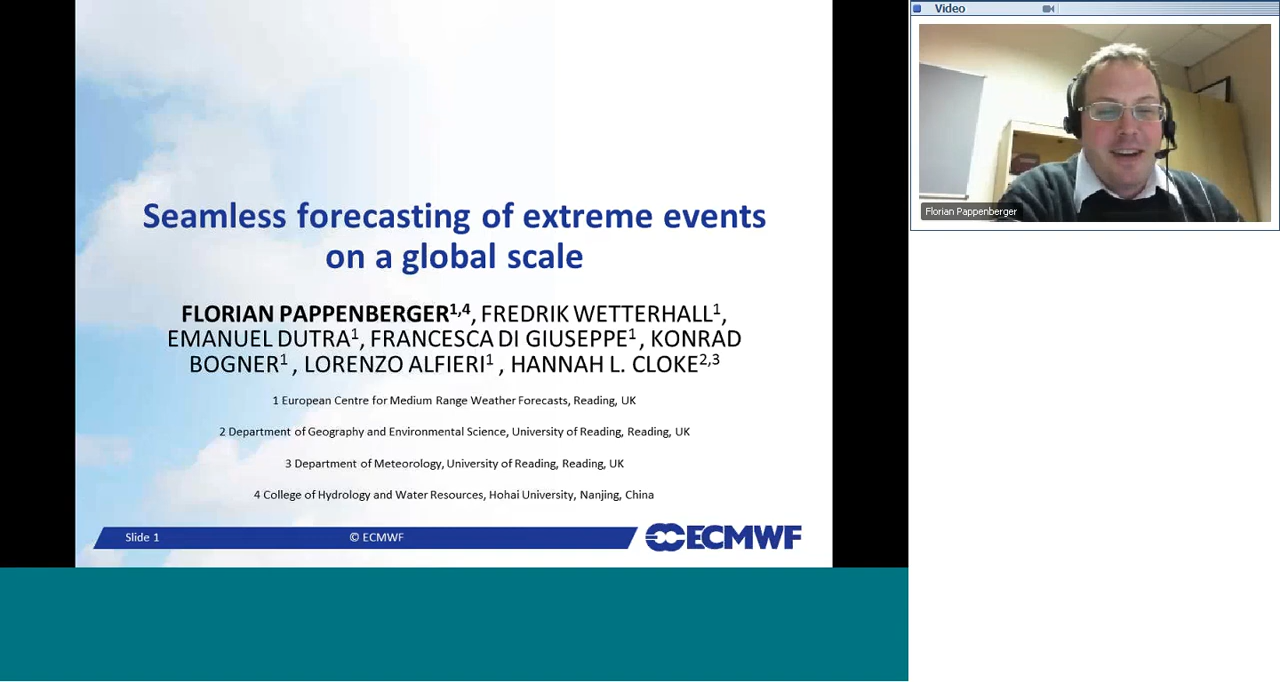 Seamless forecasting of extreme events
on a global scale
FLORIAN PAPPENBERGER1,4, FREDRIK WETTERHALL1,
EMANUEL DUTRA1, FRANCESCA DI GIUSEPPE1, KONRAD
BOGNER1, LORENZO ALFIERI1, HANNAH L. CLOKE2,3
1 European Centre for Medium Range Weather Forecasts, Reading, UK
2 Department of Geography and Environmental Science, University of Reading, Reading, UK
3 Department of Meteorology, University of Reading, Reading, UK
4 College of Hydrology and Water Resources, Hohai University, Nanjing, China
Slide 1
© ECMWF
ECMWF
Video
Florian Pappenberger